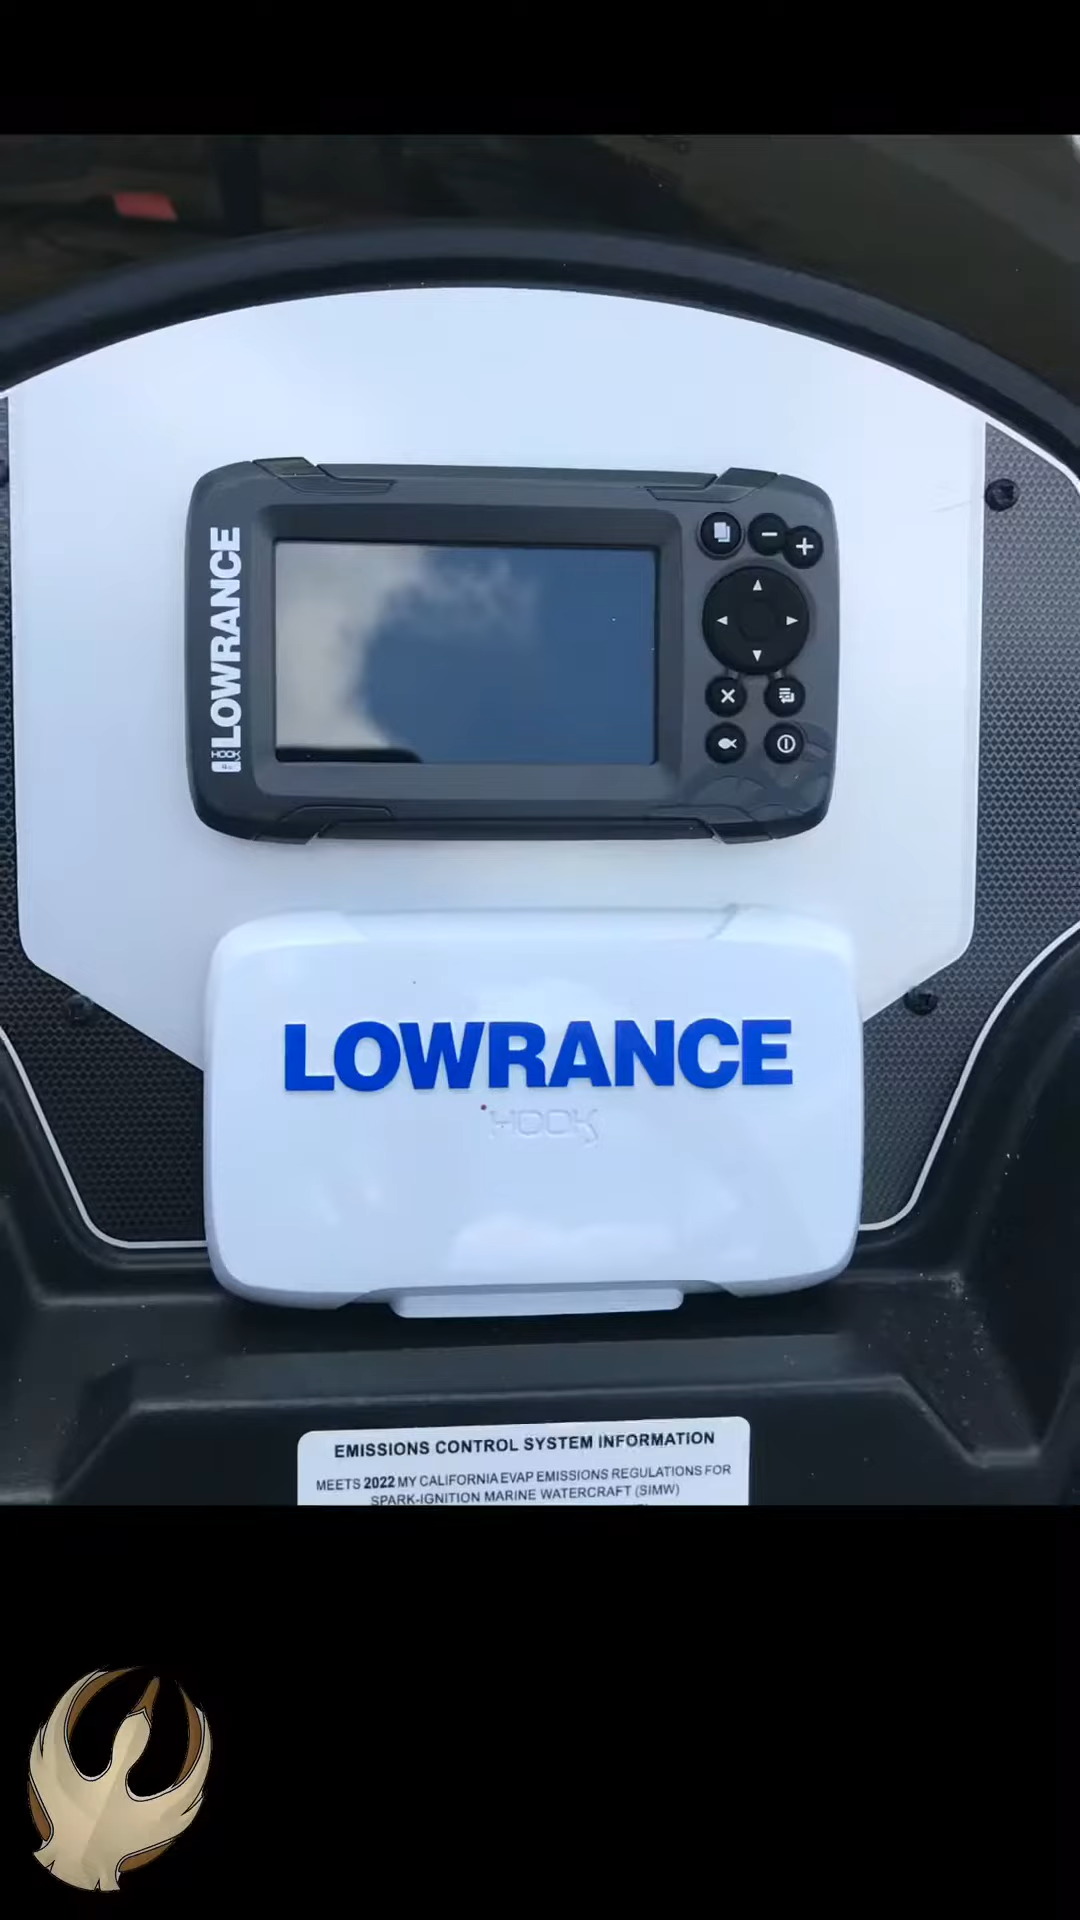 LOWRANCE
HOOK
LOWRANCE
HOOK
EMISSIONS CONTROL SYSTEM INFORMATION
MEETS 2022 MY CALIFORNIA EVAP EMISSIONS REGULATIONS FOR
SPARK-IGNITION MARINE WATERCRAFT (SIMW)